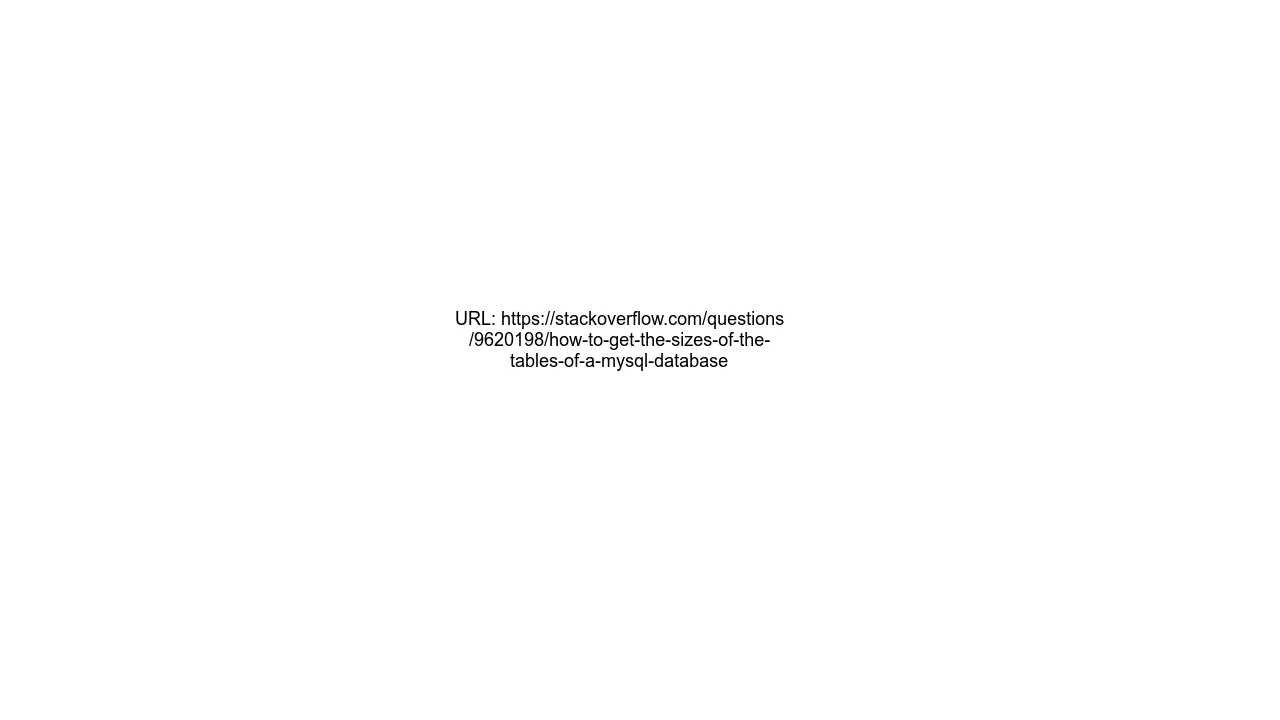 URL: https://stackoverflow.com/questions
/9620198/how-to-get-the-sizes-of-the-
tables-of-a-mysql-database